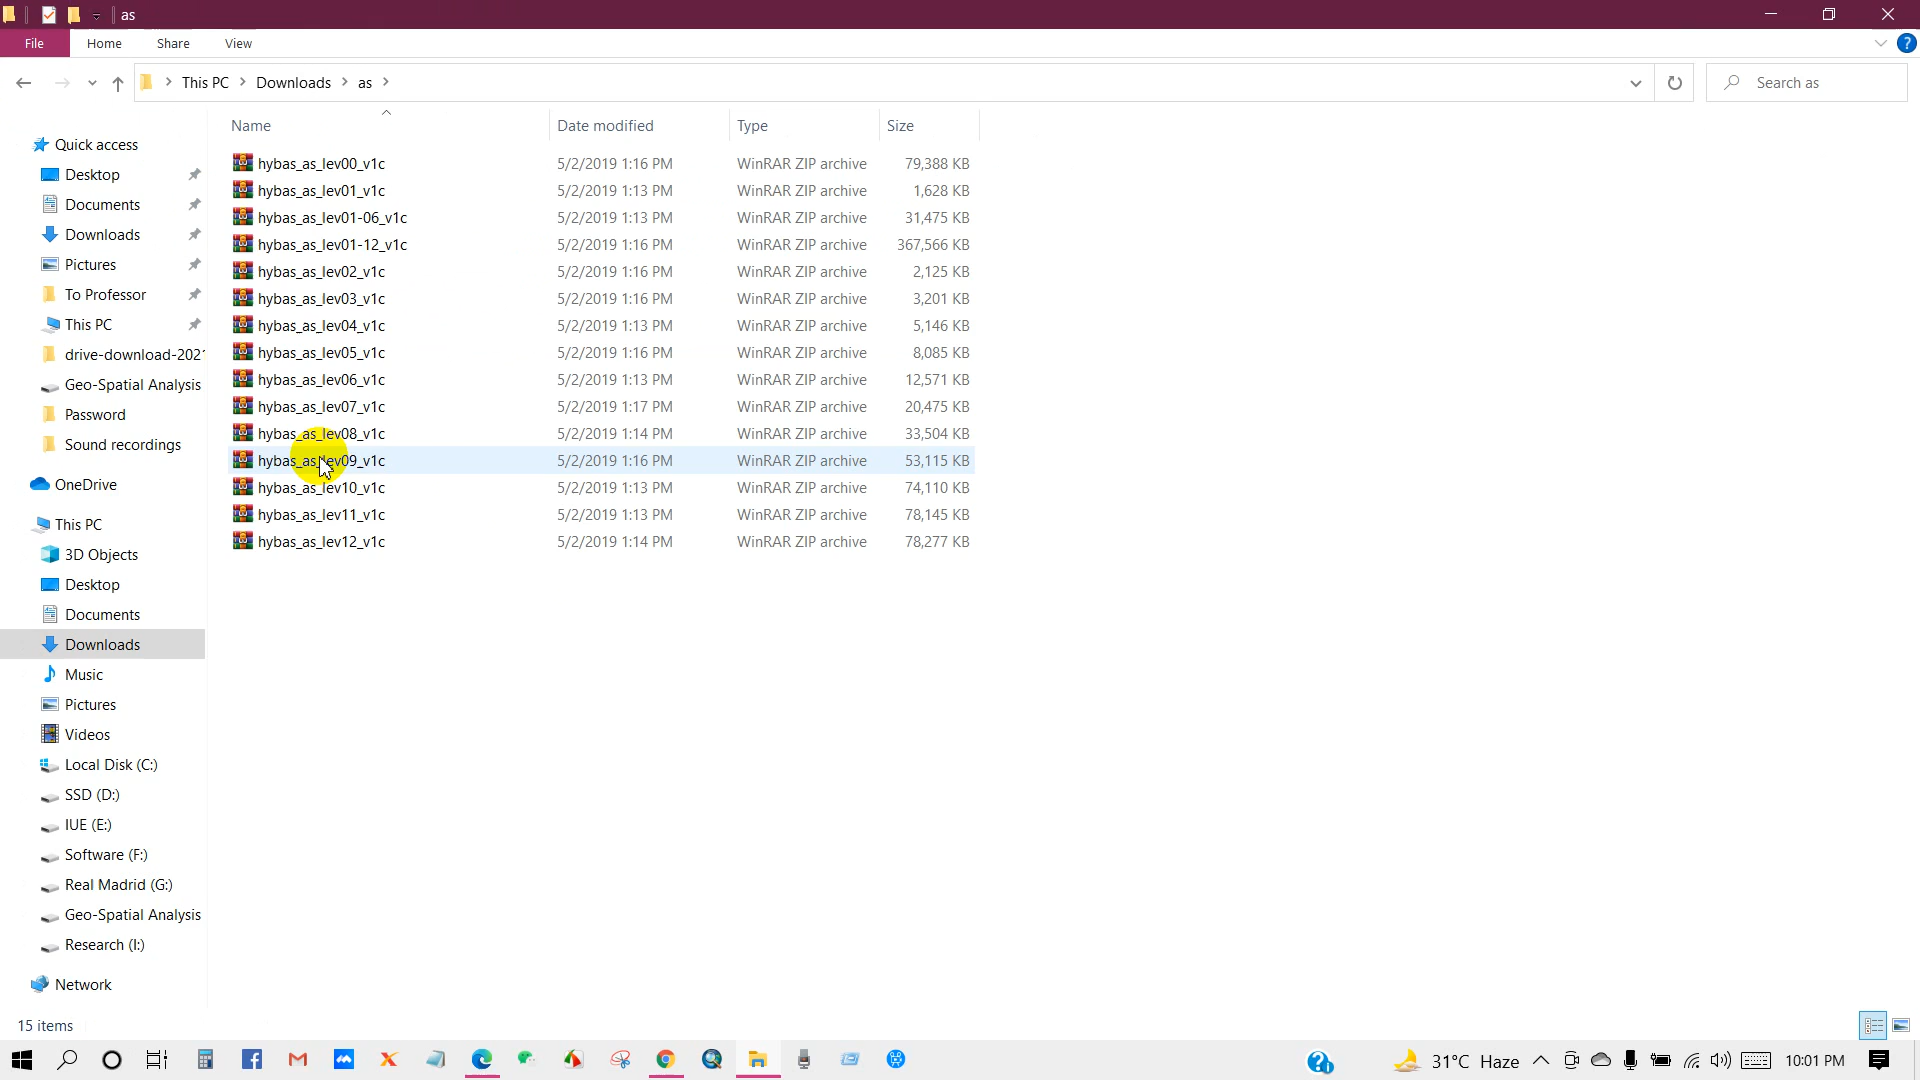 as
File Home Share View
This PC Downloads as Search as
Name Date modified Type Size
hybas_as_lev00_v1c 5/2/2019 1:16 PM WinRAR ZIP archive 79,388 KB
hybas_as_lev01_v1c 5/2/2019 1:13 PM WinRAR ZIP archive 1,628 KB
hybas_as_lev01-06_v1c 5/2/2019 1:13 PM WinRAR ZIP archive 31,475 KB
hybas_as_lev01-12_v1c 5/2/2019 1:16 PM WinRAR ZIP archive 367,566 KB
hybas_as_lev02_v1c 5/2/2019 1:16 PM WinRAR ZIP archive 2,125 KB
hybas_as_lev03_v1c 5/2/2019 1:16 PM WinRAR ZIP archive 3,201 KB
hybas_as_lev04_v1c 5/2/2019 1:13 PM WinRAR ZIP archive 5,146 KB
hybas_as_lev05_v1c 5/2/2019 1:16 PM WinRAR ZIP archive 8,085 KB
hybas_as_lev06_v1c 5/2/2019 1:13 PM WinRAR ZIP archive 12,571 KB
hybas_as_lev07_v1c 5/2/2019 1:17 PM WinRAR ZIP archive 20,475 KB
hybas_as_lev08_v1c 5/2/2019 1:14 PM WinRAR ZIP archive 33,504 KB
hybas_as_lev09_v1c 5/2/2019 1:16 PM WinRAR ZIP archive 53,115 KB
hybas_as_lev10_v1c 5/2/2019 1:13 PM WinRAR ZIP archive 74,110 KB
hybas_as_lev11_v1c 5/2/2019 1:13 PM WinRAR ZIP archive 78,145 KB
hybas_as_lev12_v1c 5/2/2019 1:14 PM WinRAR ZIP archive 78,277 KB
Quick access
Desktop
Documents
Downloads
Pictures
To Professor
This PC
drive-download-202
Geo-Spatial Analysis
Password
Sound recordings
OneDrive
This PC
3D Objects
Desktop
Documents
Downloads
Music
Pictures
Videos
Local Disk (C:)
SSD (D:)
IUE (E:)
Software (F:)
Real Madrid (G:)
Geo-Spatial Analysis
Research (I:)
Network
15 items
31°C Haze 10:01 PM